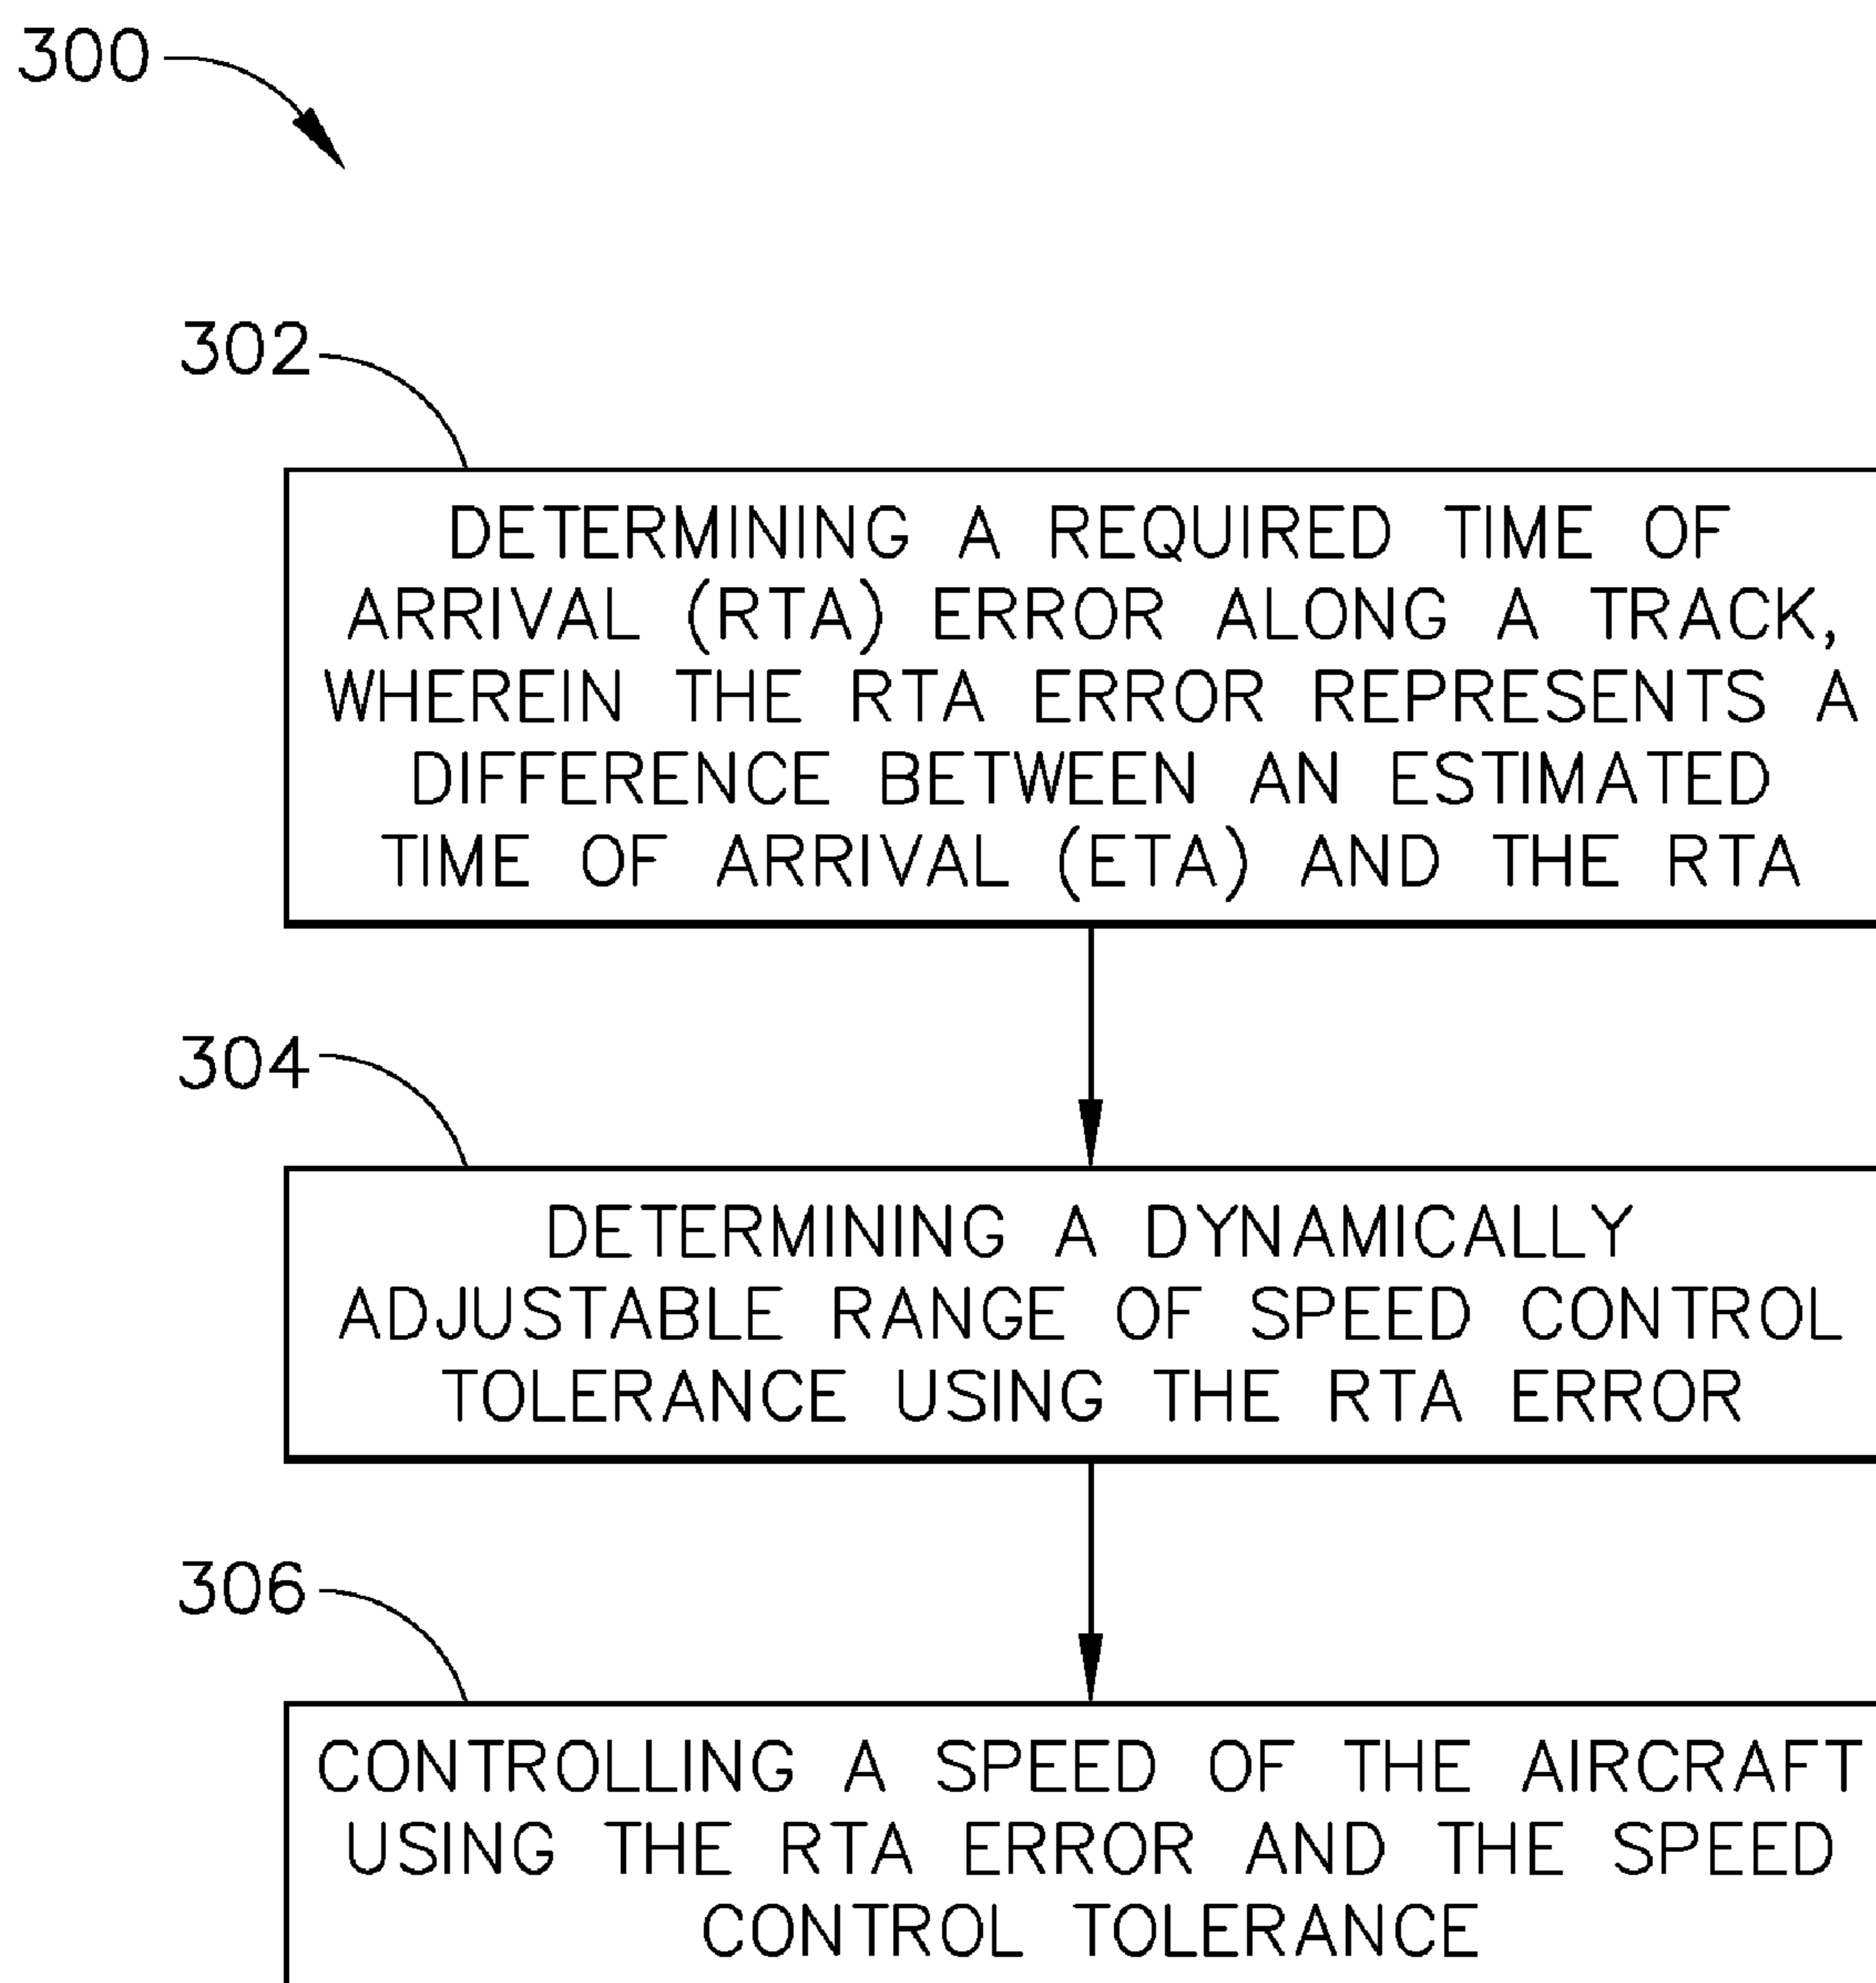 300
302
DETERMINING A REQUIRED TIME OF
ARRIVAL (RTA) ERROR ALONG A TRACK,
WHEREIN THE RTA ERROR REPRESENTS A
DIFFERENCE BETWEEN AN ESTIMATED
TIME OF ARRIVAL (ETA) AND THE RTA
304
DETERMINING A DYNAMICALLY
ADJUSTABLE RANGE OF SPEED CONTROL
TOLERANCE USING THE RTA ERROR
306
CONTROLLING A SPEED OF THE AIRCRAFT
USING THE RTA ERROR AND THE SPEED
CONTROL TOLERANCE